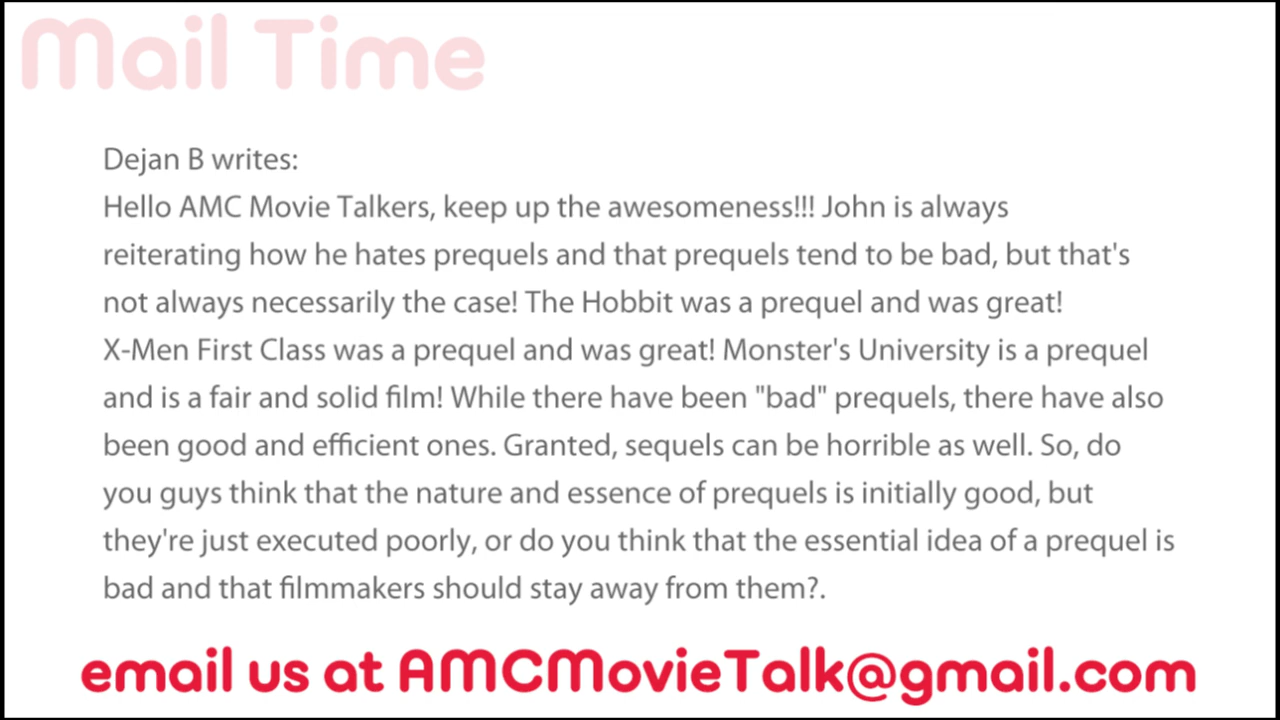 Mail Time
Dejan B writes:
Hello AMC Movie Talkers, keep up the awesomeness!!! John is always
reiterating how he hates prequels and that prequels tend to be bad, but that's
not always necessarily the case! The Hobbit was a prequel and was great!
X-Men First Class was a prequel and was great! Monster's University is a prequel
and is a fair and solid film! While there have been "bad" prequels, there have also
been good and efficient ones. Granted, sequels can be horrible as well. So, do
you guys think that the nature and essence of prequels is initially good, but
they're just executed poorly, or do you think that the essential idea of a prequel is
bad and that filmmakers should stay away from them?.
email us at AMCMovieTalk@gmail.com